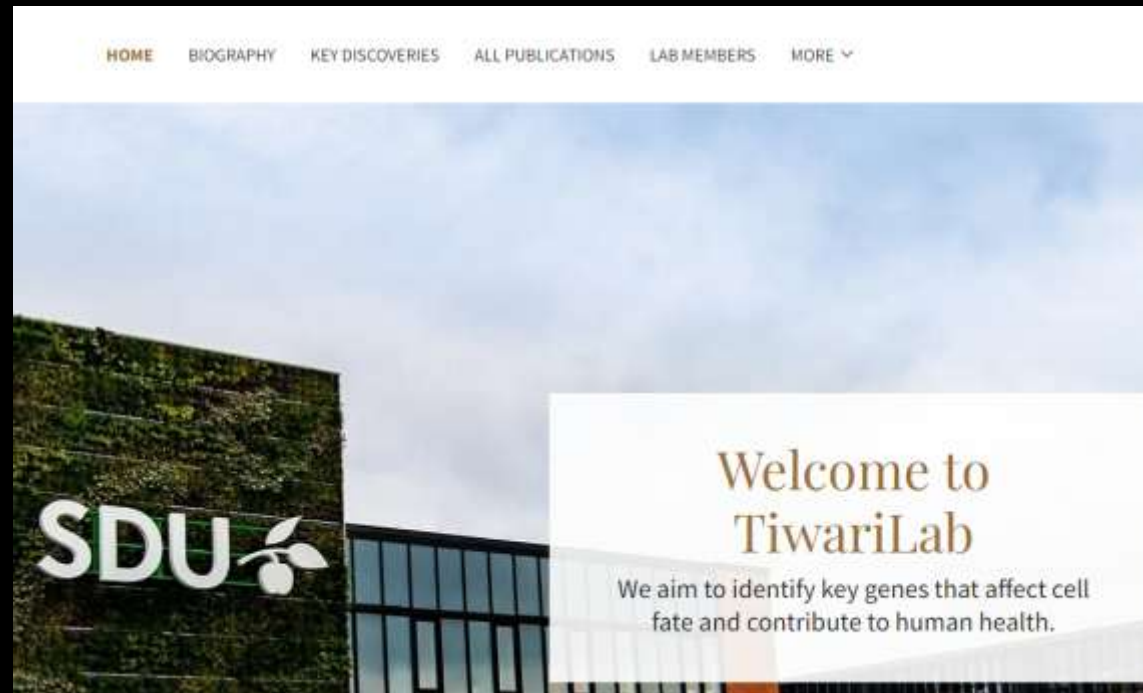 HOME BIOGRAPHY KEY DISCOVERIES ALL PUBLICATIONS LAB MEMBERS MORE
SDU
Welcome to
TiwariLab
We aim to identify key genes that affect cell
fate and contribute to human health.